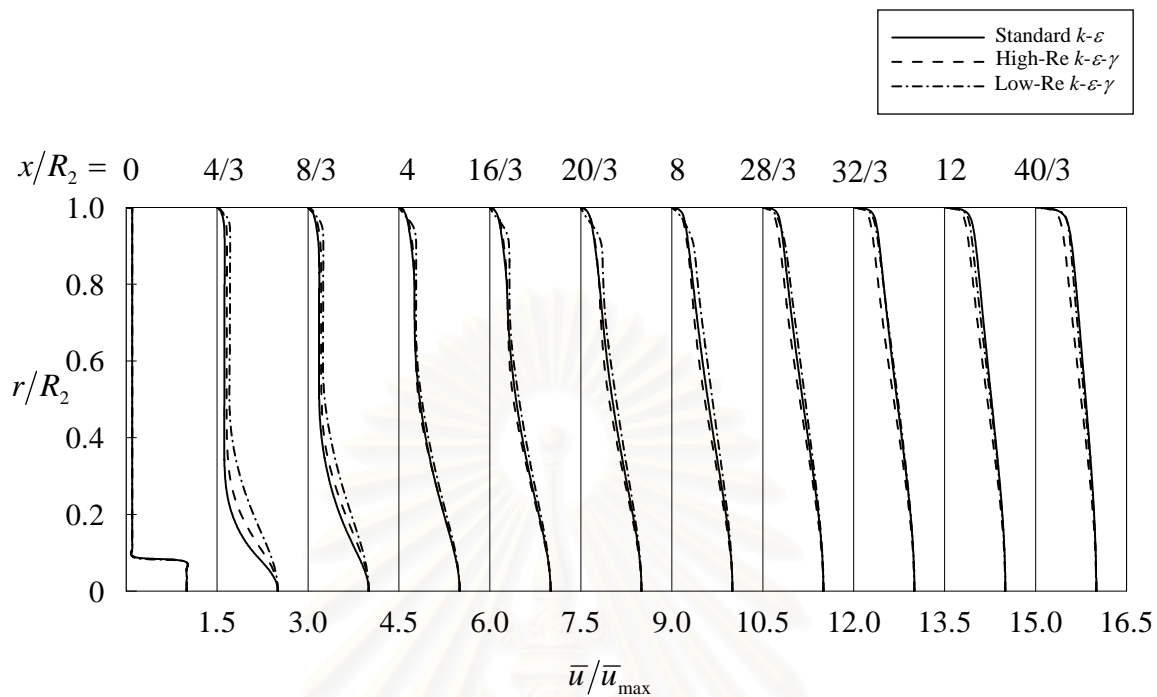 Standard k-ε
High-Re k-ε-γ
Low-Re k-ε-γ
x/R₂ = 0 4/3 8/3 4 16/3 20/3 8 28/3 32/3 12 40/3
1.0
0.8
0.6
r/R₂
0.4
0.2
0
1.5 3.0 4.5 6.0 7.5 9.0 10.5 12.0 13.5 15.0 16.5
u̅/u̅max